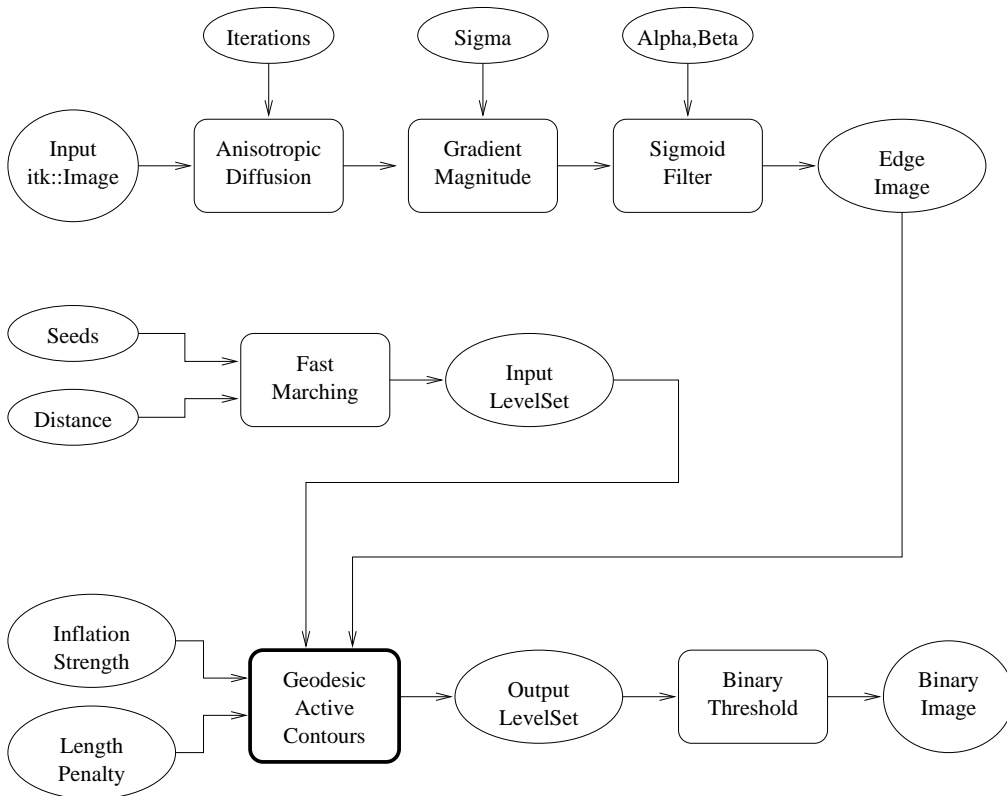 Iterations
Sigma
Alpha,Beta
Input
itk::Image
Anisotropic
Diffusion
Gradient
Magnitude
Sigmoid
Filter
Edge
Image
Seeds
Distance
Fast
Marching
Input
LevelSet
Inflation
Strength
Length
Penalty
Geodesic
Active
Contours
Output
LevelSet
Binary
Threshold
Binary
Image